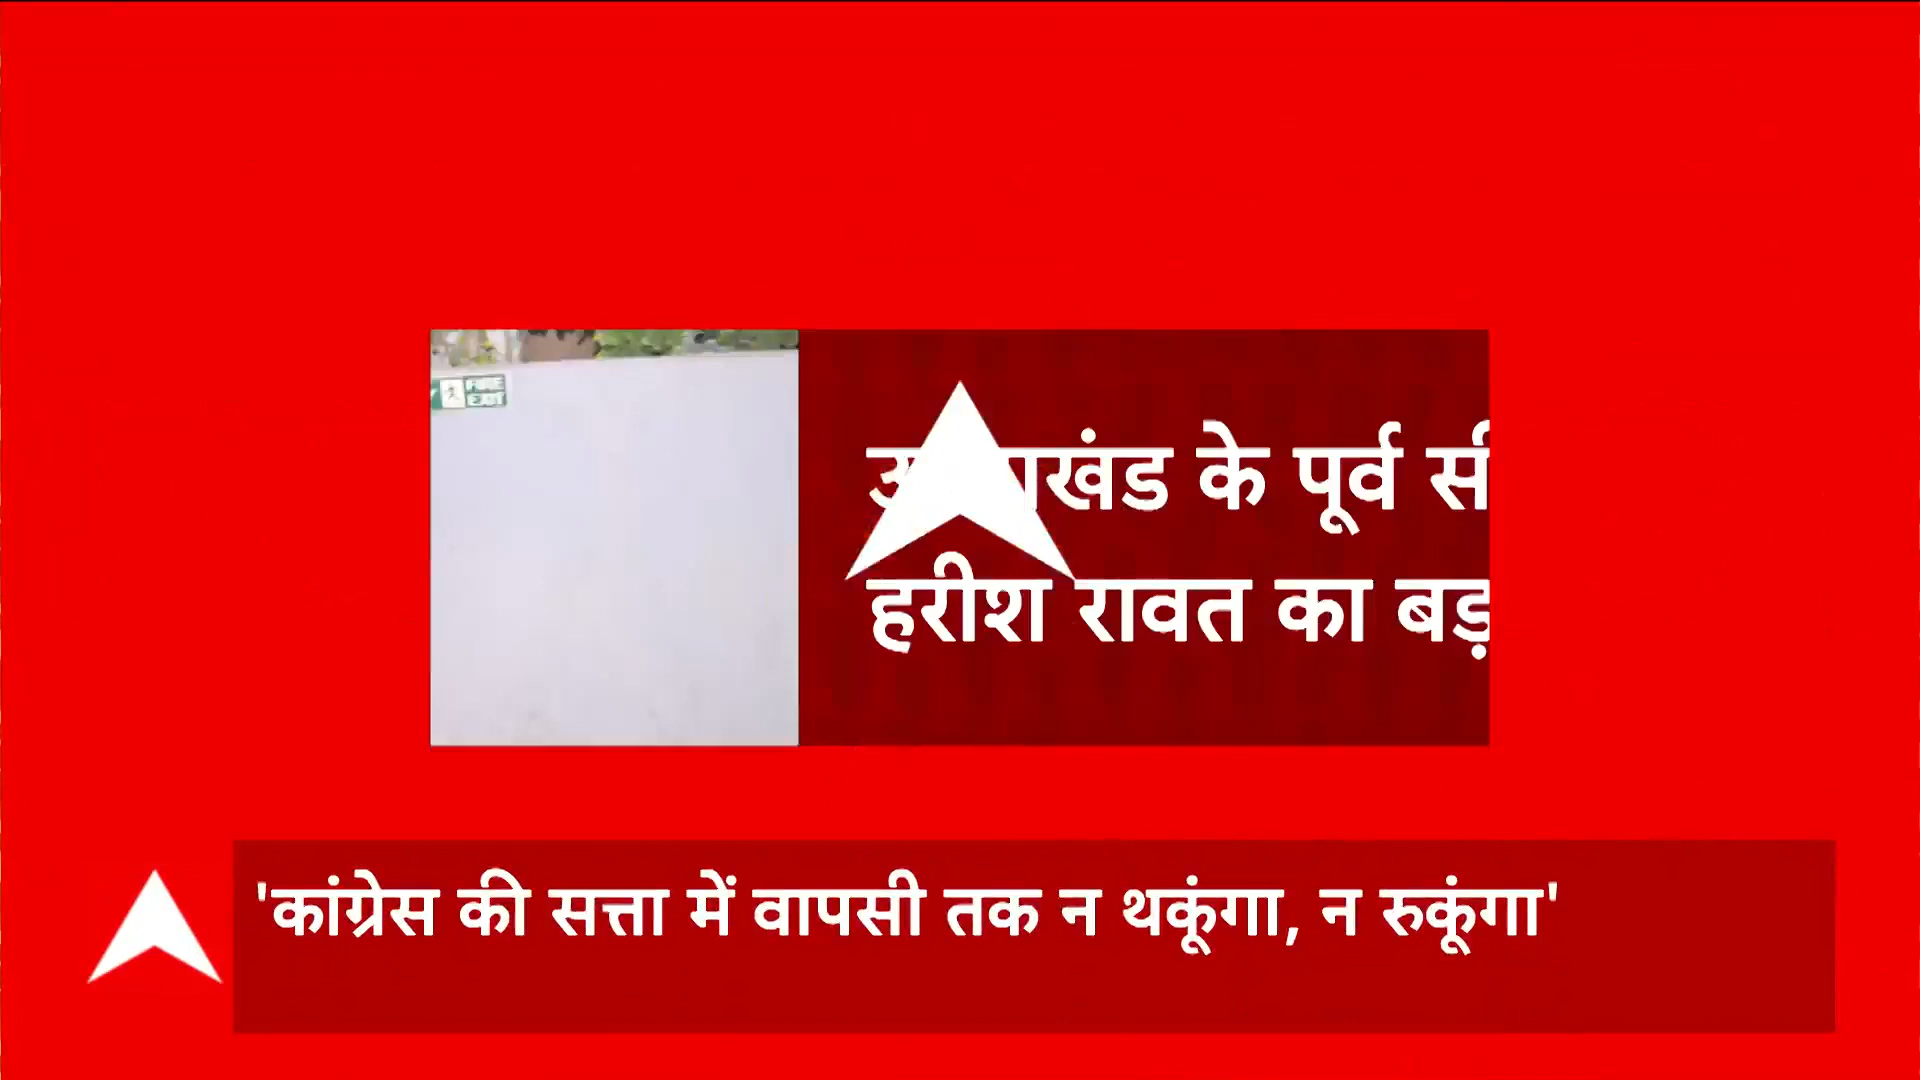 FIRE
EXIT
के पूर्व
हरीश रावत का
'कांग्रेस की सत्ता में वापसी तक न थकूंगा, न रुकूंगा'